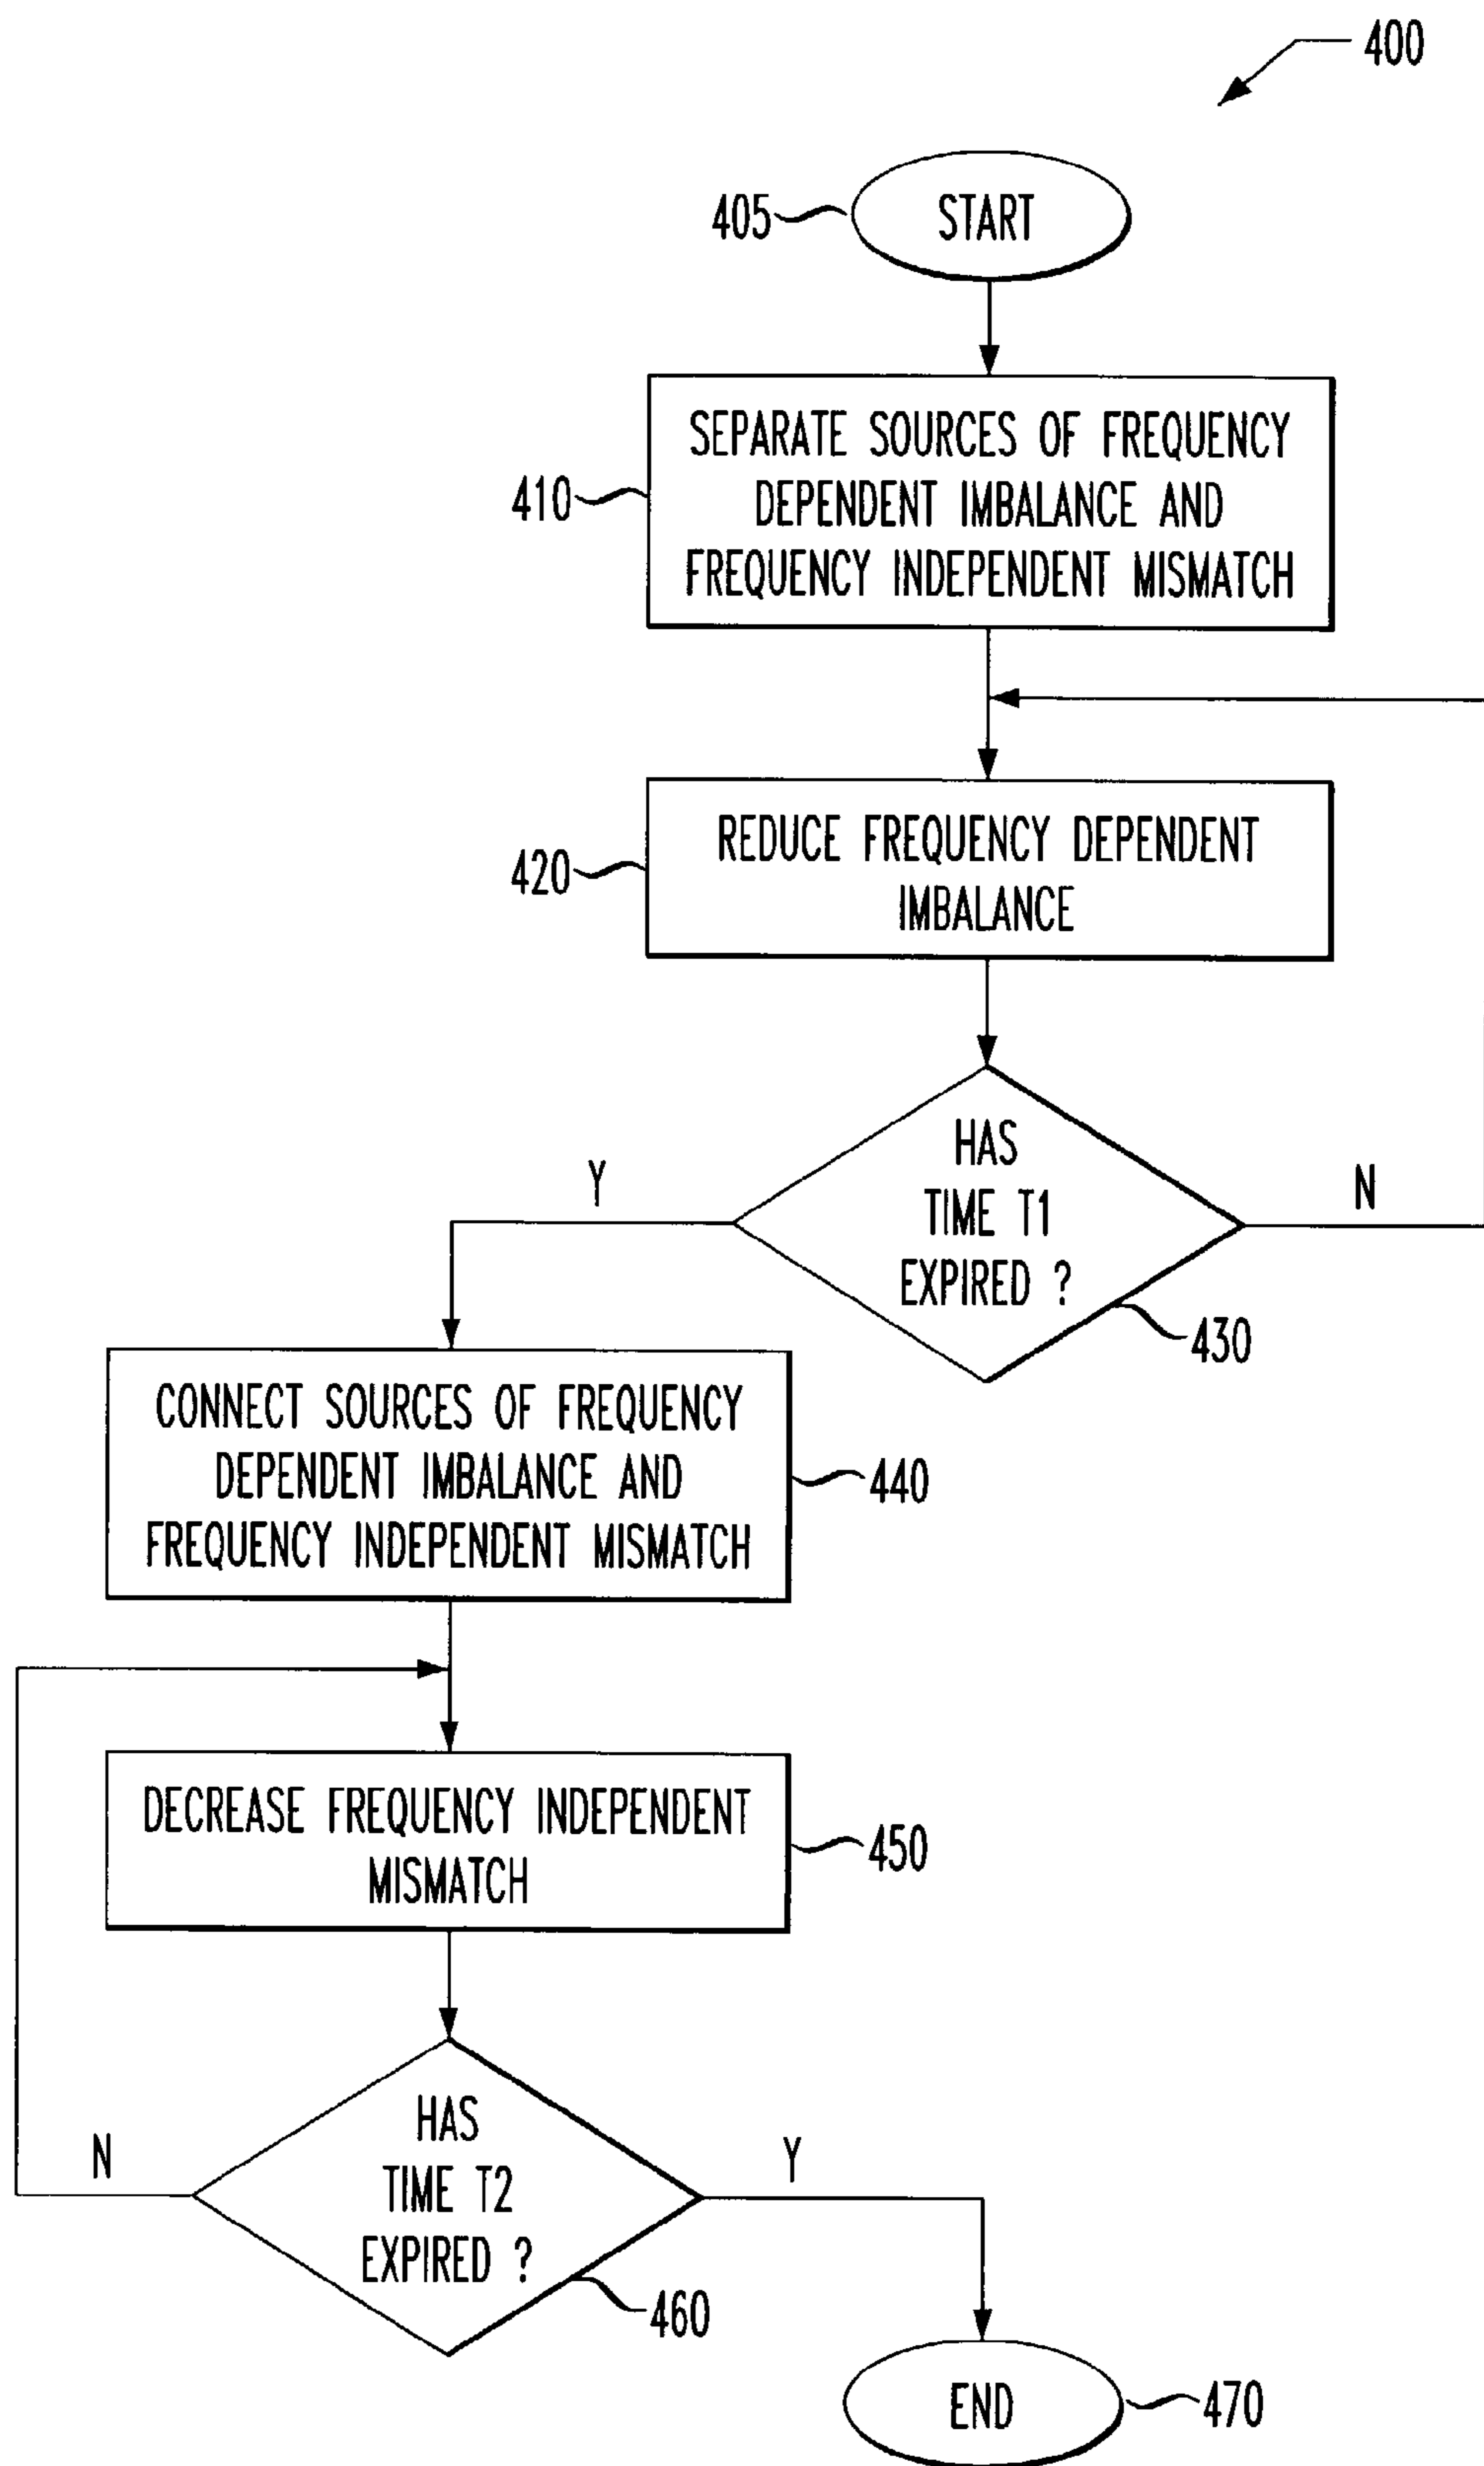 400
405
START
SEPARATE SOURCES OF FREQUENCY
DEPENDENT IMBALANCE AND
FREQUENCY INDEPENDENT MISMATCH
410
REDUCE FREQUENCY DEPENDENT
IMBALANCE
420
HAS
TIME T1
EXPIRED ?
Y
N
430
CONNECT SOURCES OF FREQUENCY
DEPENDENT IMBALANCE AND
FREQUENCY INDEPENDENT MISMATCH
440
DECREASE FREQUENCY INDEPENDENT
MISMATCH
450
HAS
TIME T2
EXPIRED ?
N
Y
460
END
470